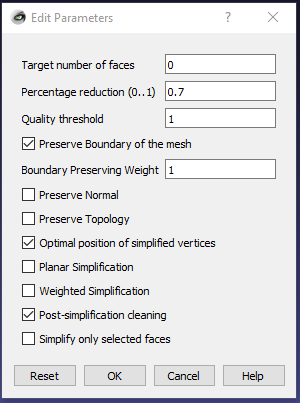 Edit Parameters
Target number of faces 0
Percentage reduction (0..1) 0.7
Quality threshold 1
Preserve Boundary of the mesh
Boundary Preserving Weight 1
Preserve Normal
Preserve Topology
Optimal position of simplified vertices
Planar Simplification
Weighted Simplification
Post-simplification cleaning
Simplify only selected faces
Reset OK Cancel Help